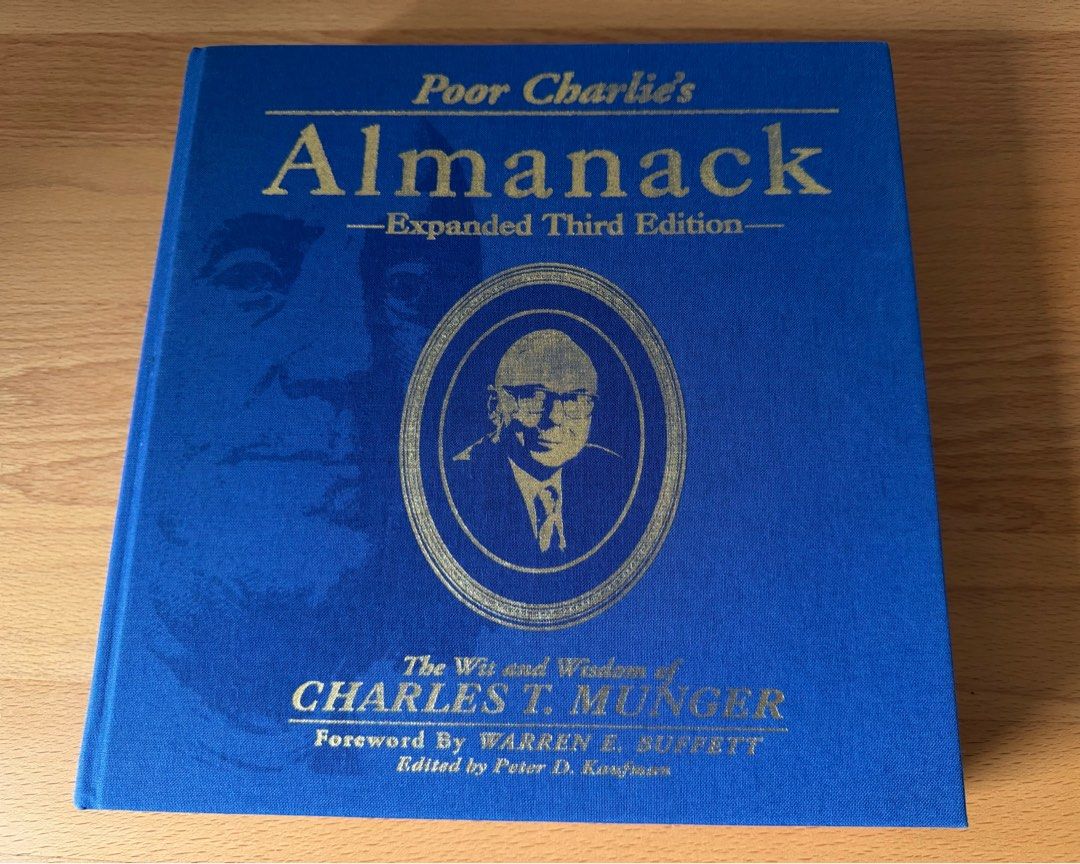 Poor Charlie's
Almanack
Expanded Third Edition
The Wit and Wisdom of
CHARLES T. MUNGER
Foreword By WARREN E. BUFFETT
Edited by Peter D. Kaufman